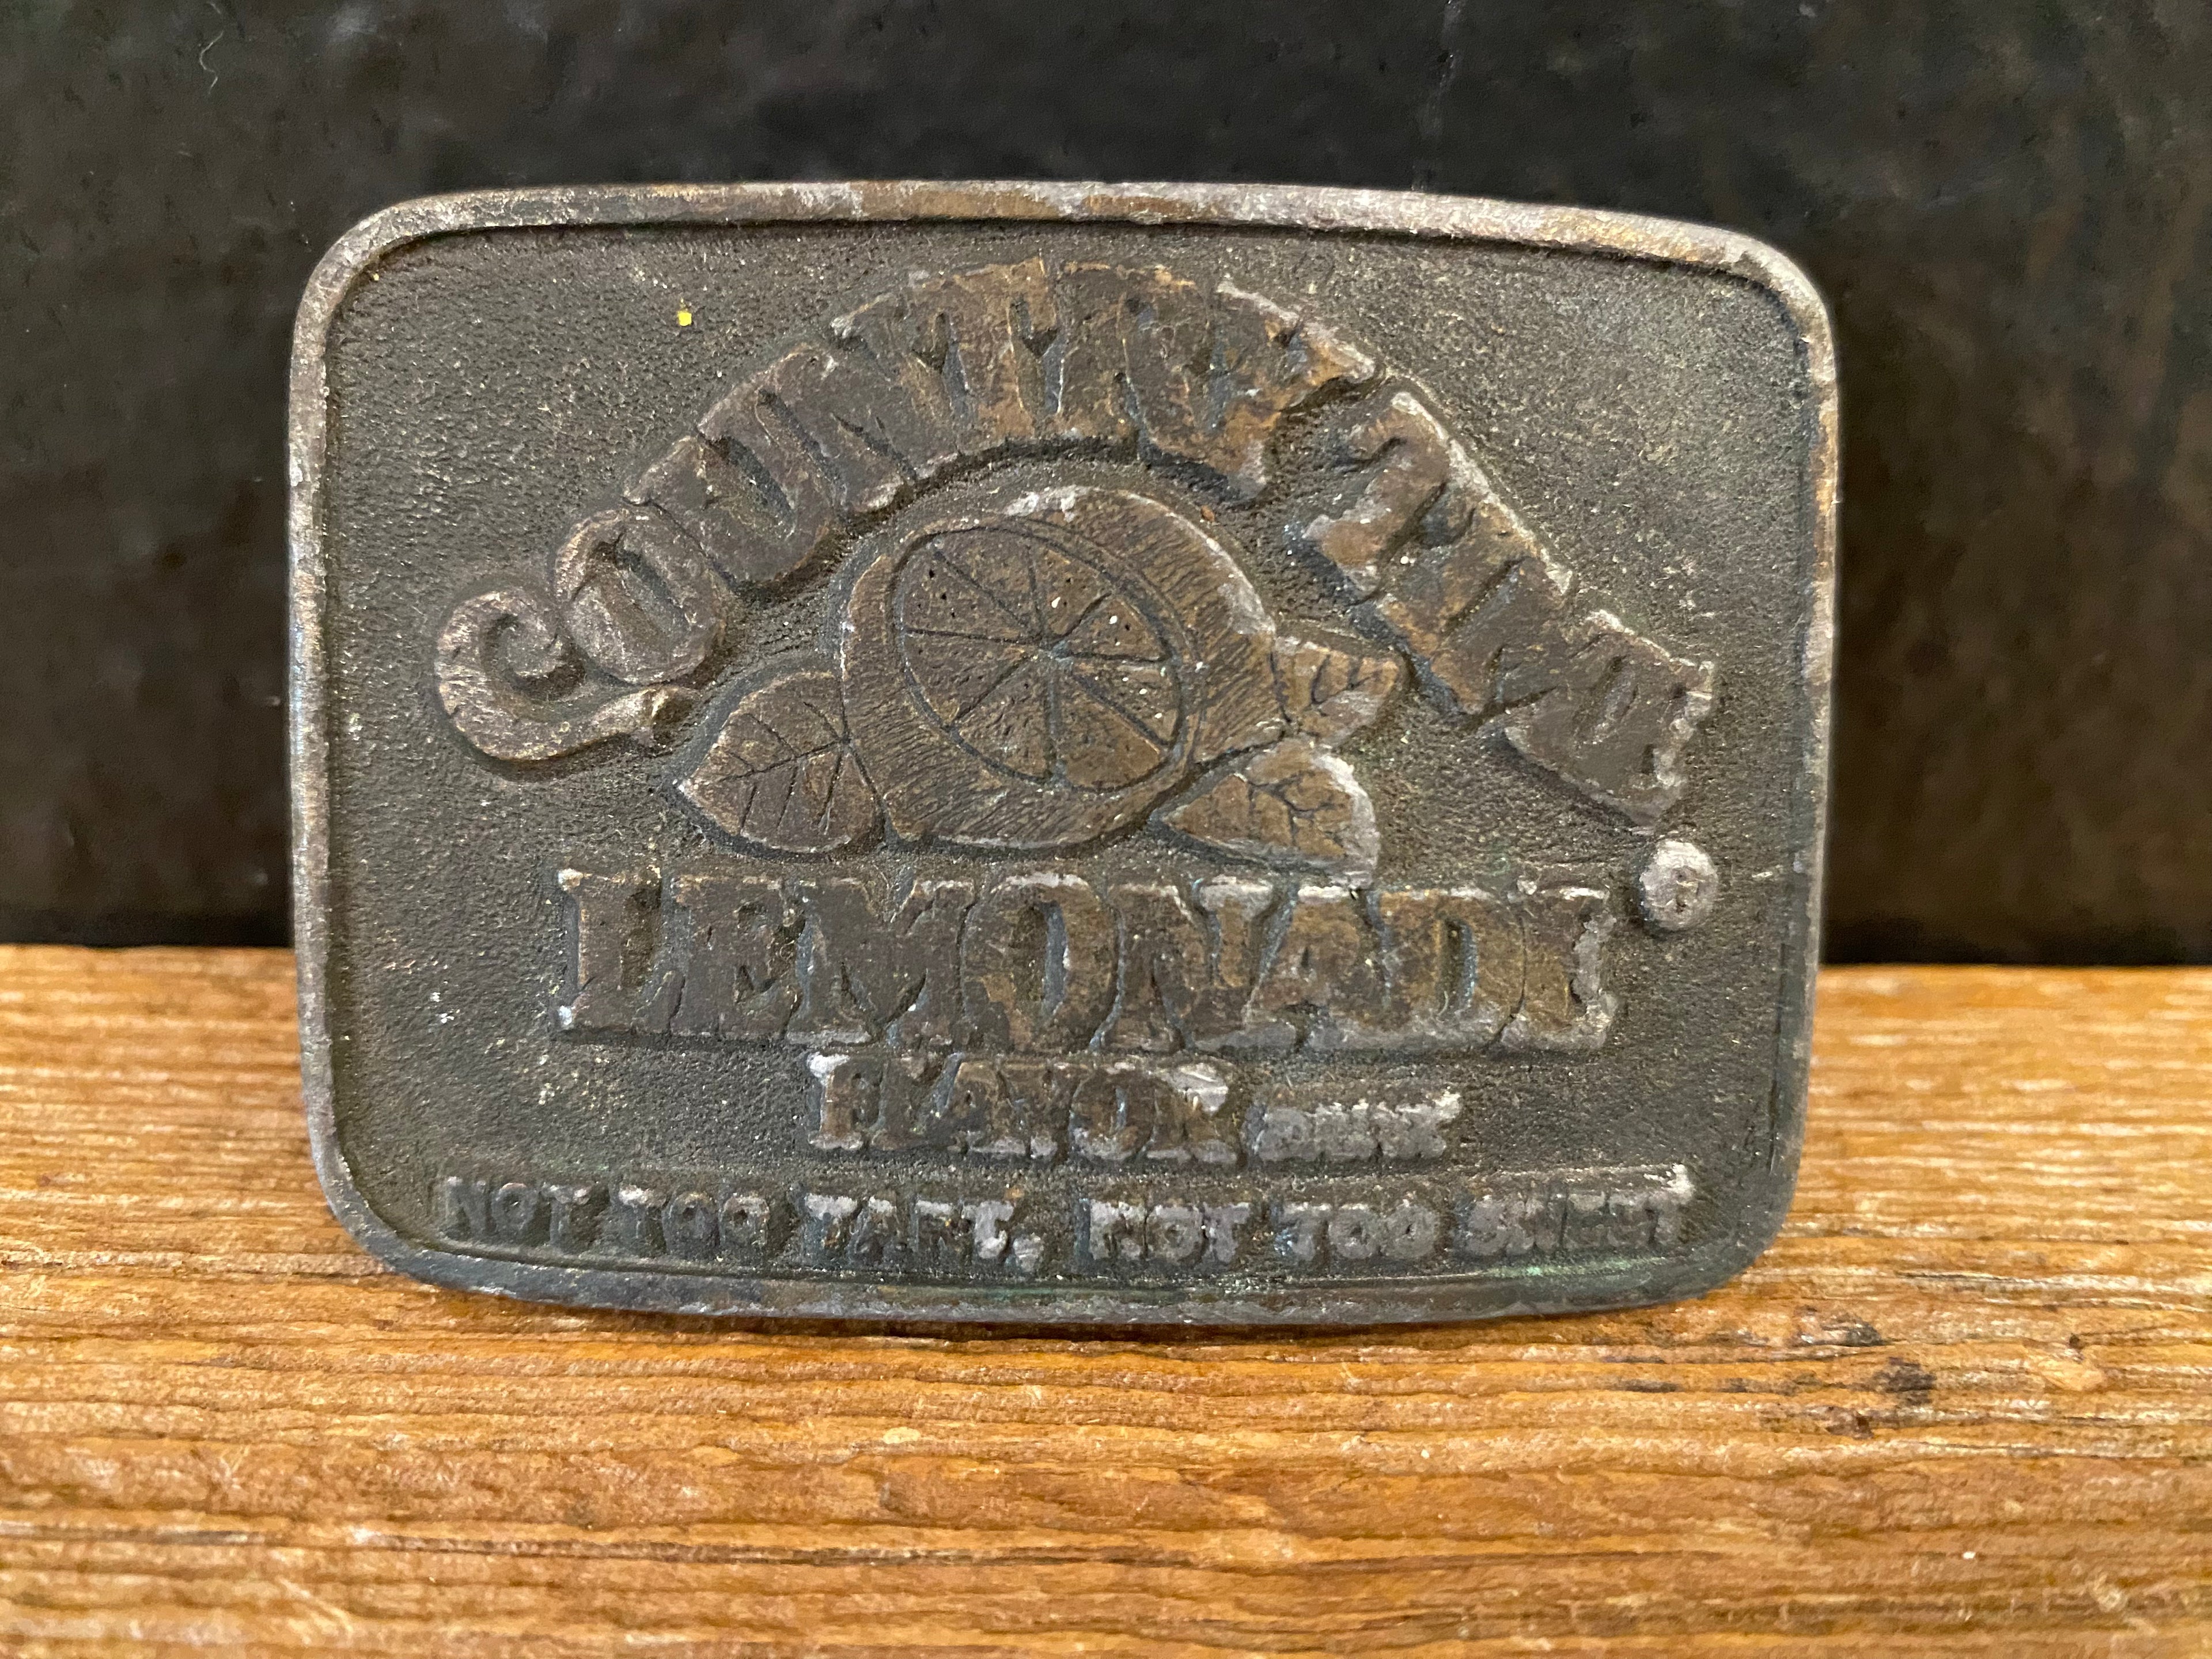 COUNTRY TIME
LEMONADE ®
FLAVOR DRINK
NOT TOO TART, NOT TOO SWEET